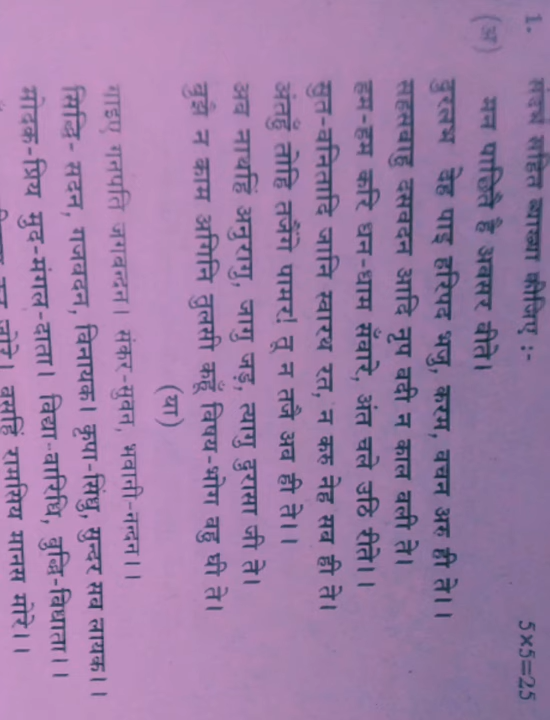 1. संदर्भ सहित व्याख्या कीजिए :- 5×5=25
(अ) मन पछितै है अवसर बीते।
दुरलभ देह पाइ हरिपद भजु, करम, बचन अरु ही ते।।
सहसबाहु दसबदन आदि नृप बचे न काल बली ते।
हम-हम करि धन-धाम सँवारे, अंत चले उठि रीते।।
सुत-बनितादि जानि स्वारथ रत, न करु नेह सब ही ते।
अंतहुँ तोहिं तजेंगे पामर! तू न तजै अब ही ते।।
अब नाथहिं अनुरागु, जागु जड़, त्यागु दुरासा जी ते।
बुझै न काम अगिनि तुलसी कहुँ विषय-भोग बहु घी ते।
(या)
गाइए गनपति जगबन्दन। संकर-सुवन, भवानी-नंदन।।
सिद्धि-सदन, गजवदन, बिनायक। कृपा-सिंधु, सुन्दर सब लायक।।
मोदक-प्रिय मुद-मंगल-दाता। विद्या-बारिधि, बुद्धि-विधाता।।
कर जोरे। बसहिं रामसिय मानस मोरे।।